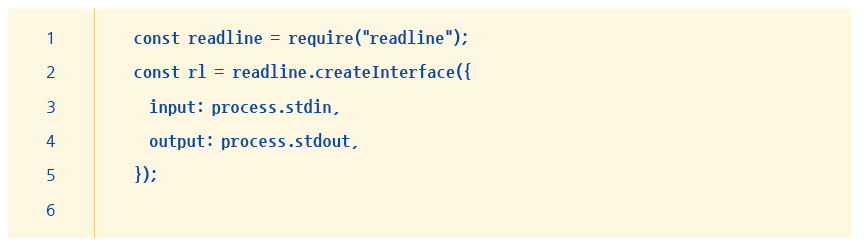 1 const readline = require("readline");
2 const rl = readline.createInterface({
3 input: process.stdin,
4 output: process.stdout,
5 });
6